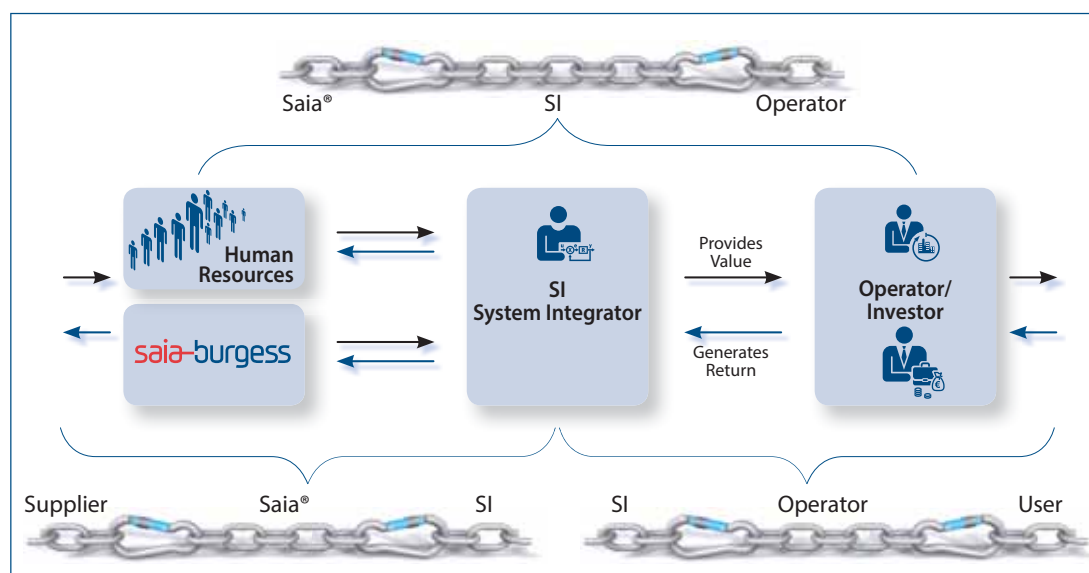 Saia®
SI
Operator
Human
Resources
saia-burgess
SI
System Integrator
Provides
Value
Generates
Return
Operator/
Investor
€
Supplier
Saia®
SI
SI
Operator
User